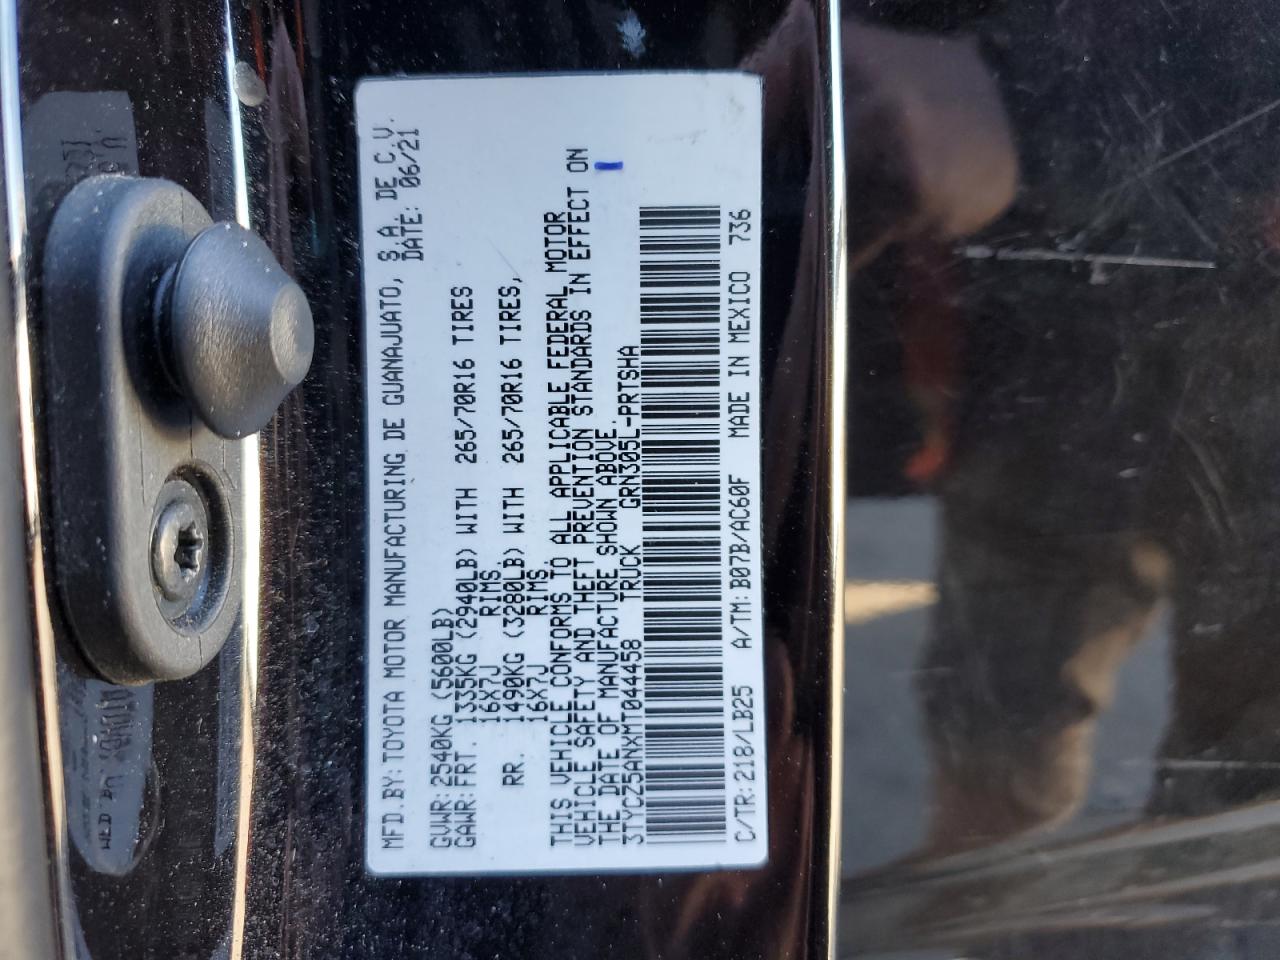 MFD.BY:TOYOTA MOTOR MANUFACTURING DE GUANAJUATO, S.A. DE C.V.
DATE: 06/21
GVWR:2540KG (5600LB)
GAWR:FRT. 1335KG (2940LB) WITH 265/70R16 TIRES
16X7J RIMS,
RR. 1490KG (3280LB) WITH 265/70R16 TIRES,
16X7J RIMS
THIS VEHICLE CONFORMS TO ALL APPLICABLE FEDERAL MOTOR
VEHICLE SAFETY AND THEFT PREVENTION STANDARDS IN EFFECT ON
THE DATE OF MANUFACTURE SHOWN ABOVE.
3TYCZ5ANXMT044458 TRUCK GRN305L-PRTSHA
C/TR:218/LB25 A/TM:B07B/AC60F MADE IN MEXICO 736